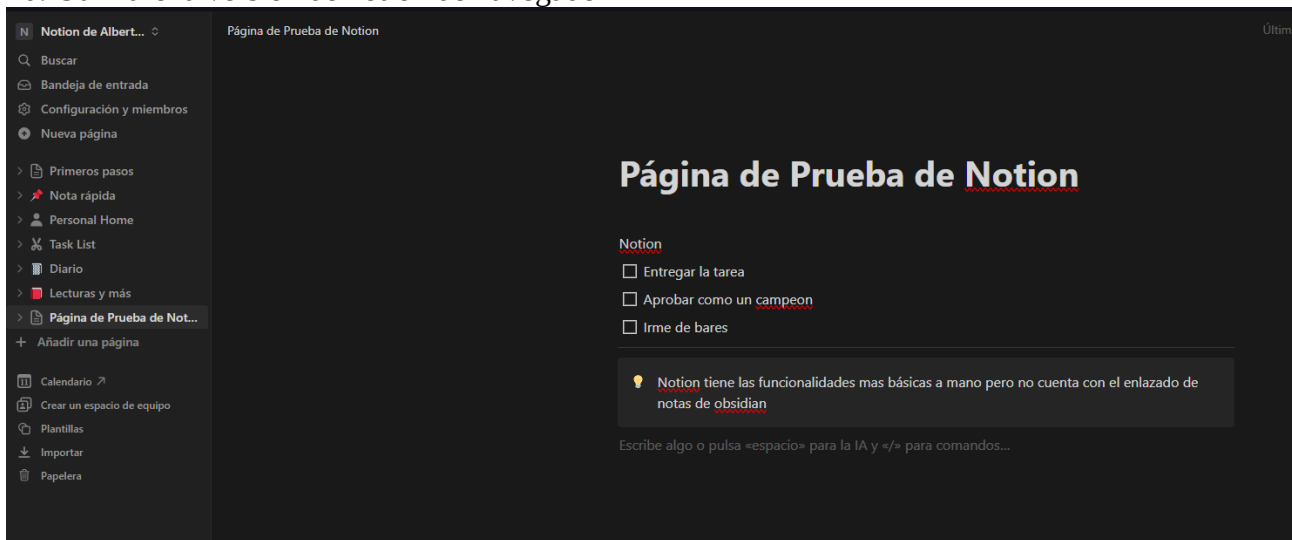 Notion de Albert...
Página de Prueba de Notion
Buscar
Bandeja de entrada
Configuración y miembros
Nueva página
Primeros pasos
Nota rápida
Personal Home
Task List
Diario
Lecturas y más
Página de Prueba de Not...
Añadir una página
Calendario ↗
Crear un espacio de equipo
Plantillas
Importar
Papelera
Página de Prueba de Notion
Notion
Entregar la tarea
Aprobar como un campeon
Irme de bares
Notion tiene las funcionalidades mas básicas a mano pero no cuenta con el enlazado de
notas de obsidian
Escribe algo o pulsa «espacio» para la IA y «/» para comandos...